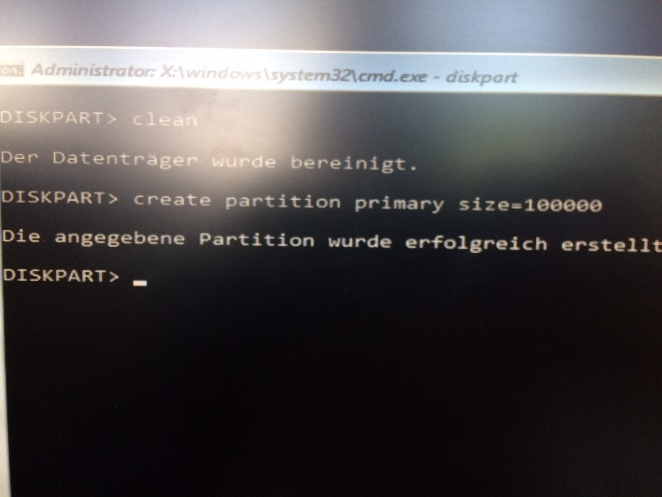 Administrator: X:\windows\system32\cmd.exe - diskpart
DISKPART> clean
Der Datenträger wurde bereinigt.
DISKPART> create partition primary size=100000
Die angegebene Partition wurde erfolgreich erstellt
DISKPART>